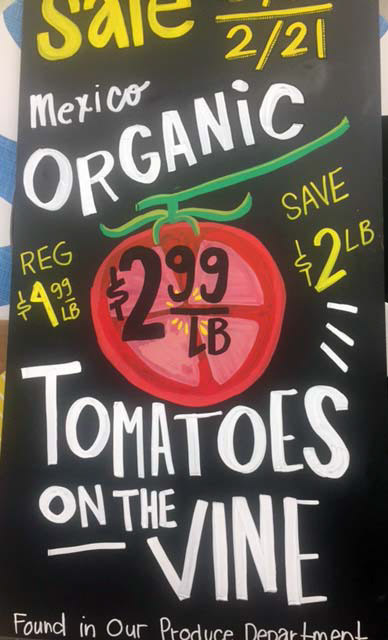 Sale
2/21
Mexico
ORGANIC
REG
$4.99
LB
SAVE
$2 LB
$2.99
LB
TOMATOES
ON THE
VINE
Found in Our Produce Department